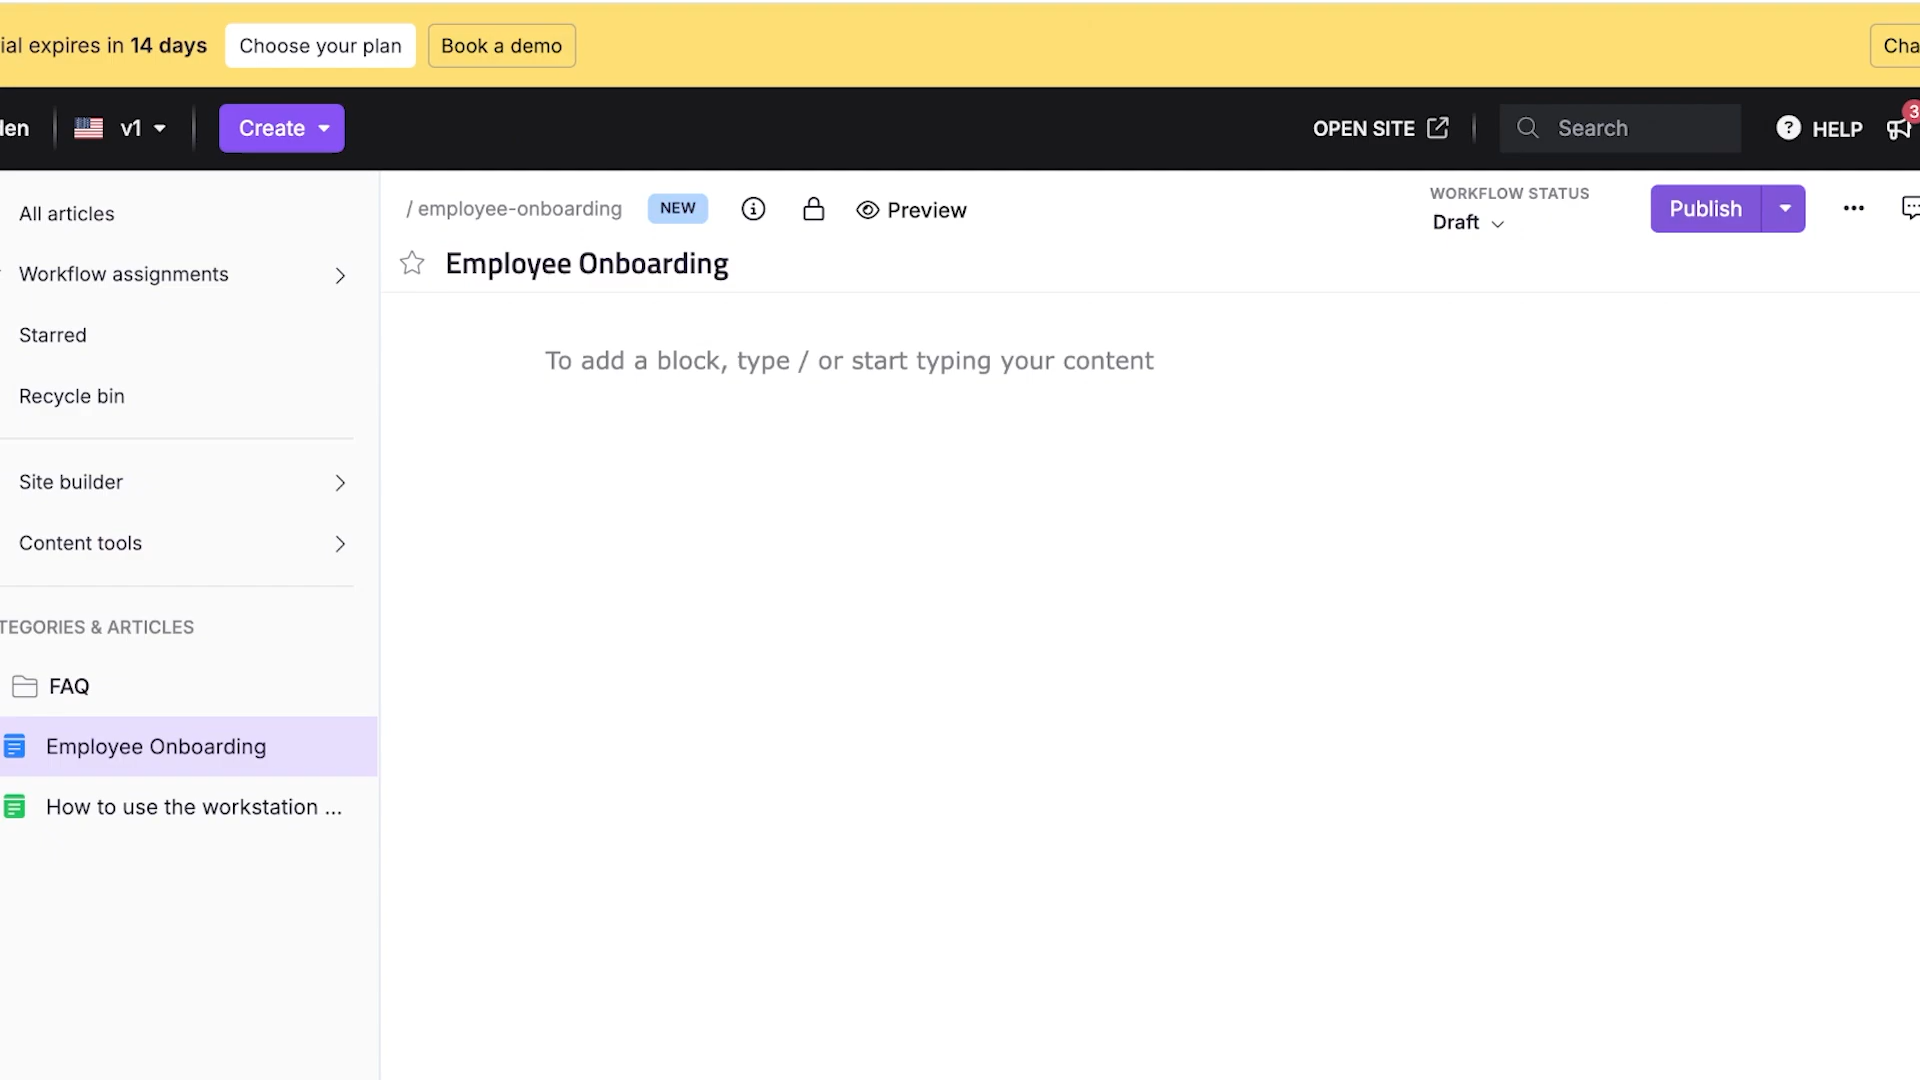 ial expires in 14 days
Choose your plan
Book a demo
Cha
den
v1
Create
OPEN SITE
Search
? HELP
3
All articles
Workflow assignments
Starred
Recycle bin
Site builder
Content tools
TEGORIES & ARTICLES
FAQ
Employee Onboarding
How to use the workstation ...
/ employee-onboarding
NEW
Preview
WORKFLOW STATUS
Draft
Publish
Employee Onboarding
To add a block, type / or start typing your content